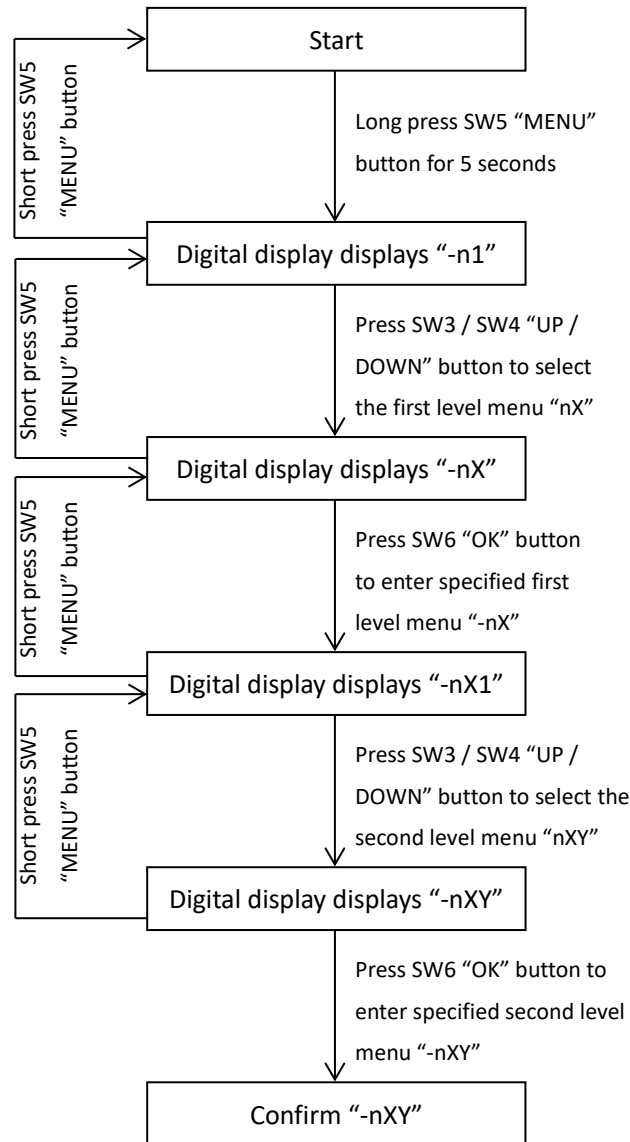 Start
Short press SW5
“MENU” button
Long press SW5 “MENU”
button for 5 seconds
Digital display displays “-n1”
Short press SW5
“MENU” button
Press SW3 / SW4 “UP /
DOWN” button to select
the first level menu “nX”
Digital display displays “-nX”
Short press SW5
“MENU” button
Press SW6 “OK” button
to enter specified first
level menu “-nX”
Digital display displays “-nX1”
Short press SW5
“MENU” button
Press SW3 / SW4 “UP /
DOWN” button to select the
second level menu “nXY”
Digital display displays “-nXY”
Press SW6 “OK” button to
enter specified second level
menu “-nXY”
Confirm “-nXY”